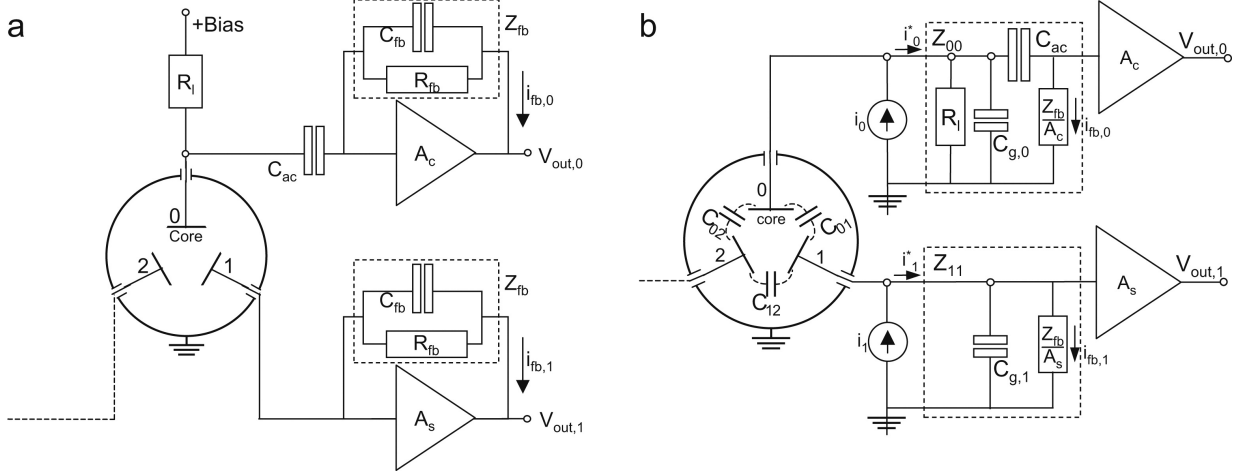 a
+Bias
R_l
C_fb
Z_fb
R_fb
i_fb,0
A_c
V_out,0
C_ac
0
Core
2
1
C_fb
Z_fb
R_fb
i_fb,1
A_s
V_out,1
b
i*_0
Z_00
C_ac
A_c
V_out,0
i_0
R_l
C_g,0
Z_fb
A_c
i_fb,0
0
core
C_02
C_01
2
1
C_12
i*_1
Z_11
A_s
V_out,1
i_1
C_g,1
Z_fb
A_s
i_fb,1